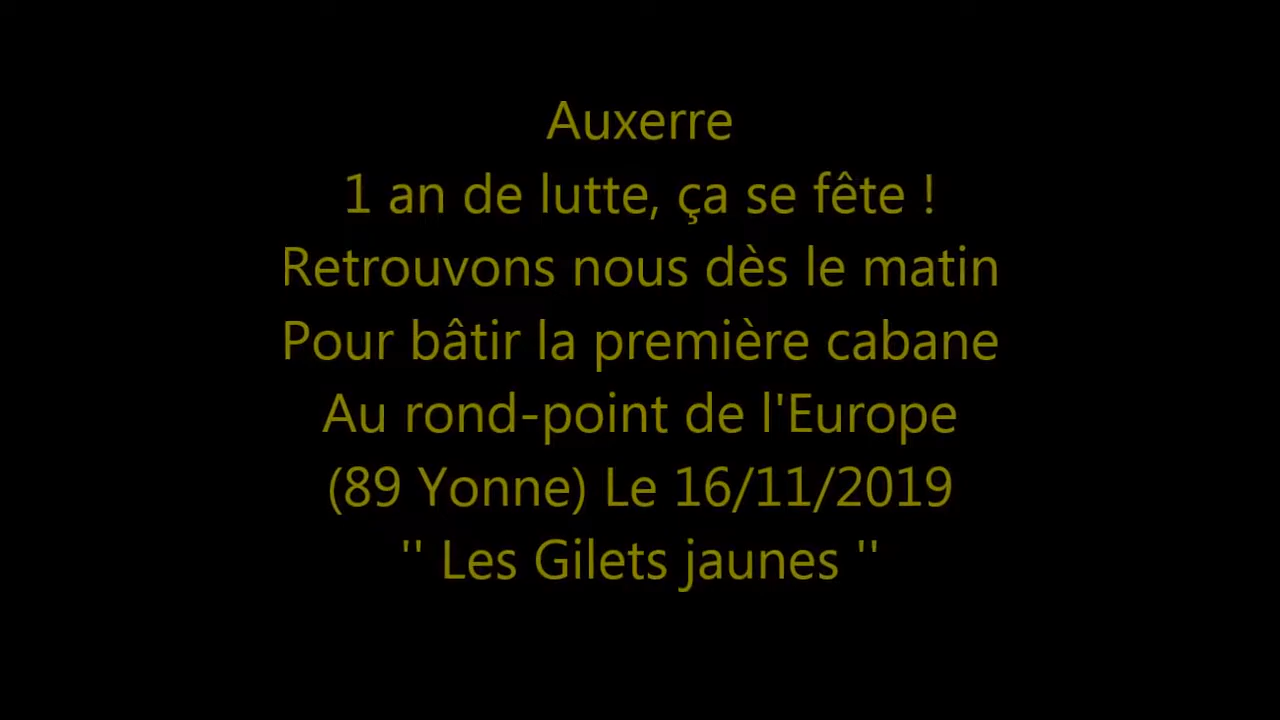 Auxerre
1 an de lutte, ça se fête !
Retrouvons nous dès le matin
Pour bâtir la première cabane
Au rond-point de l'Europe
(89 Yonne) Le 16/11/2019
'' Les Gilets jaunes ''